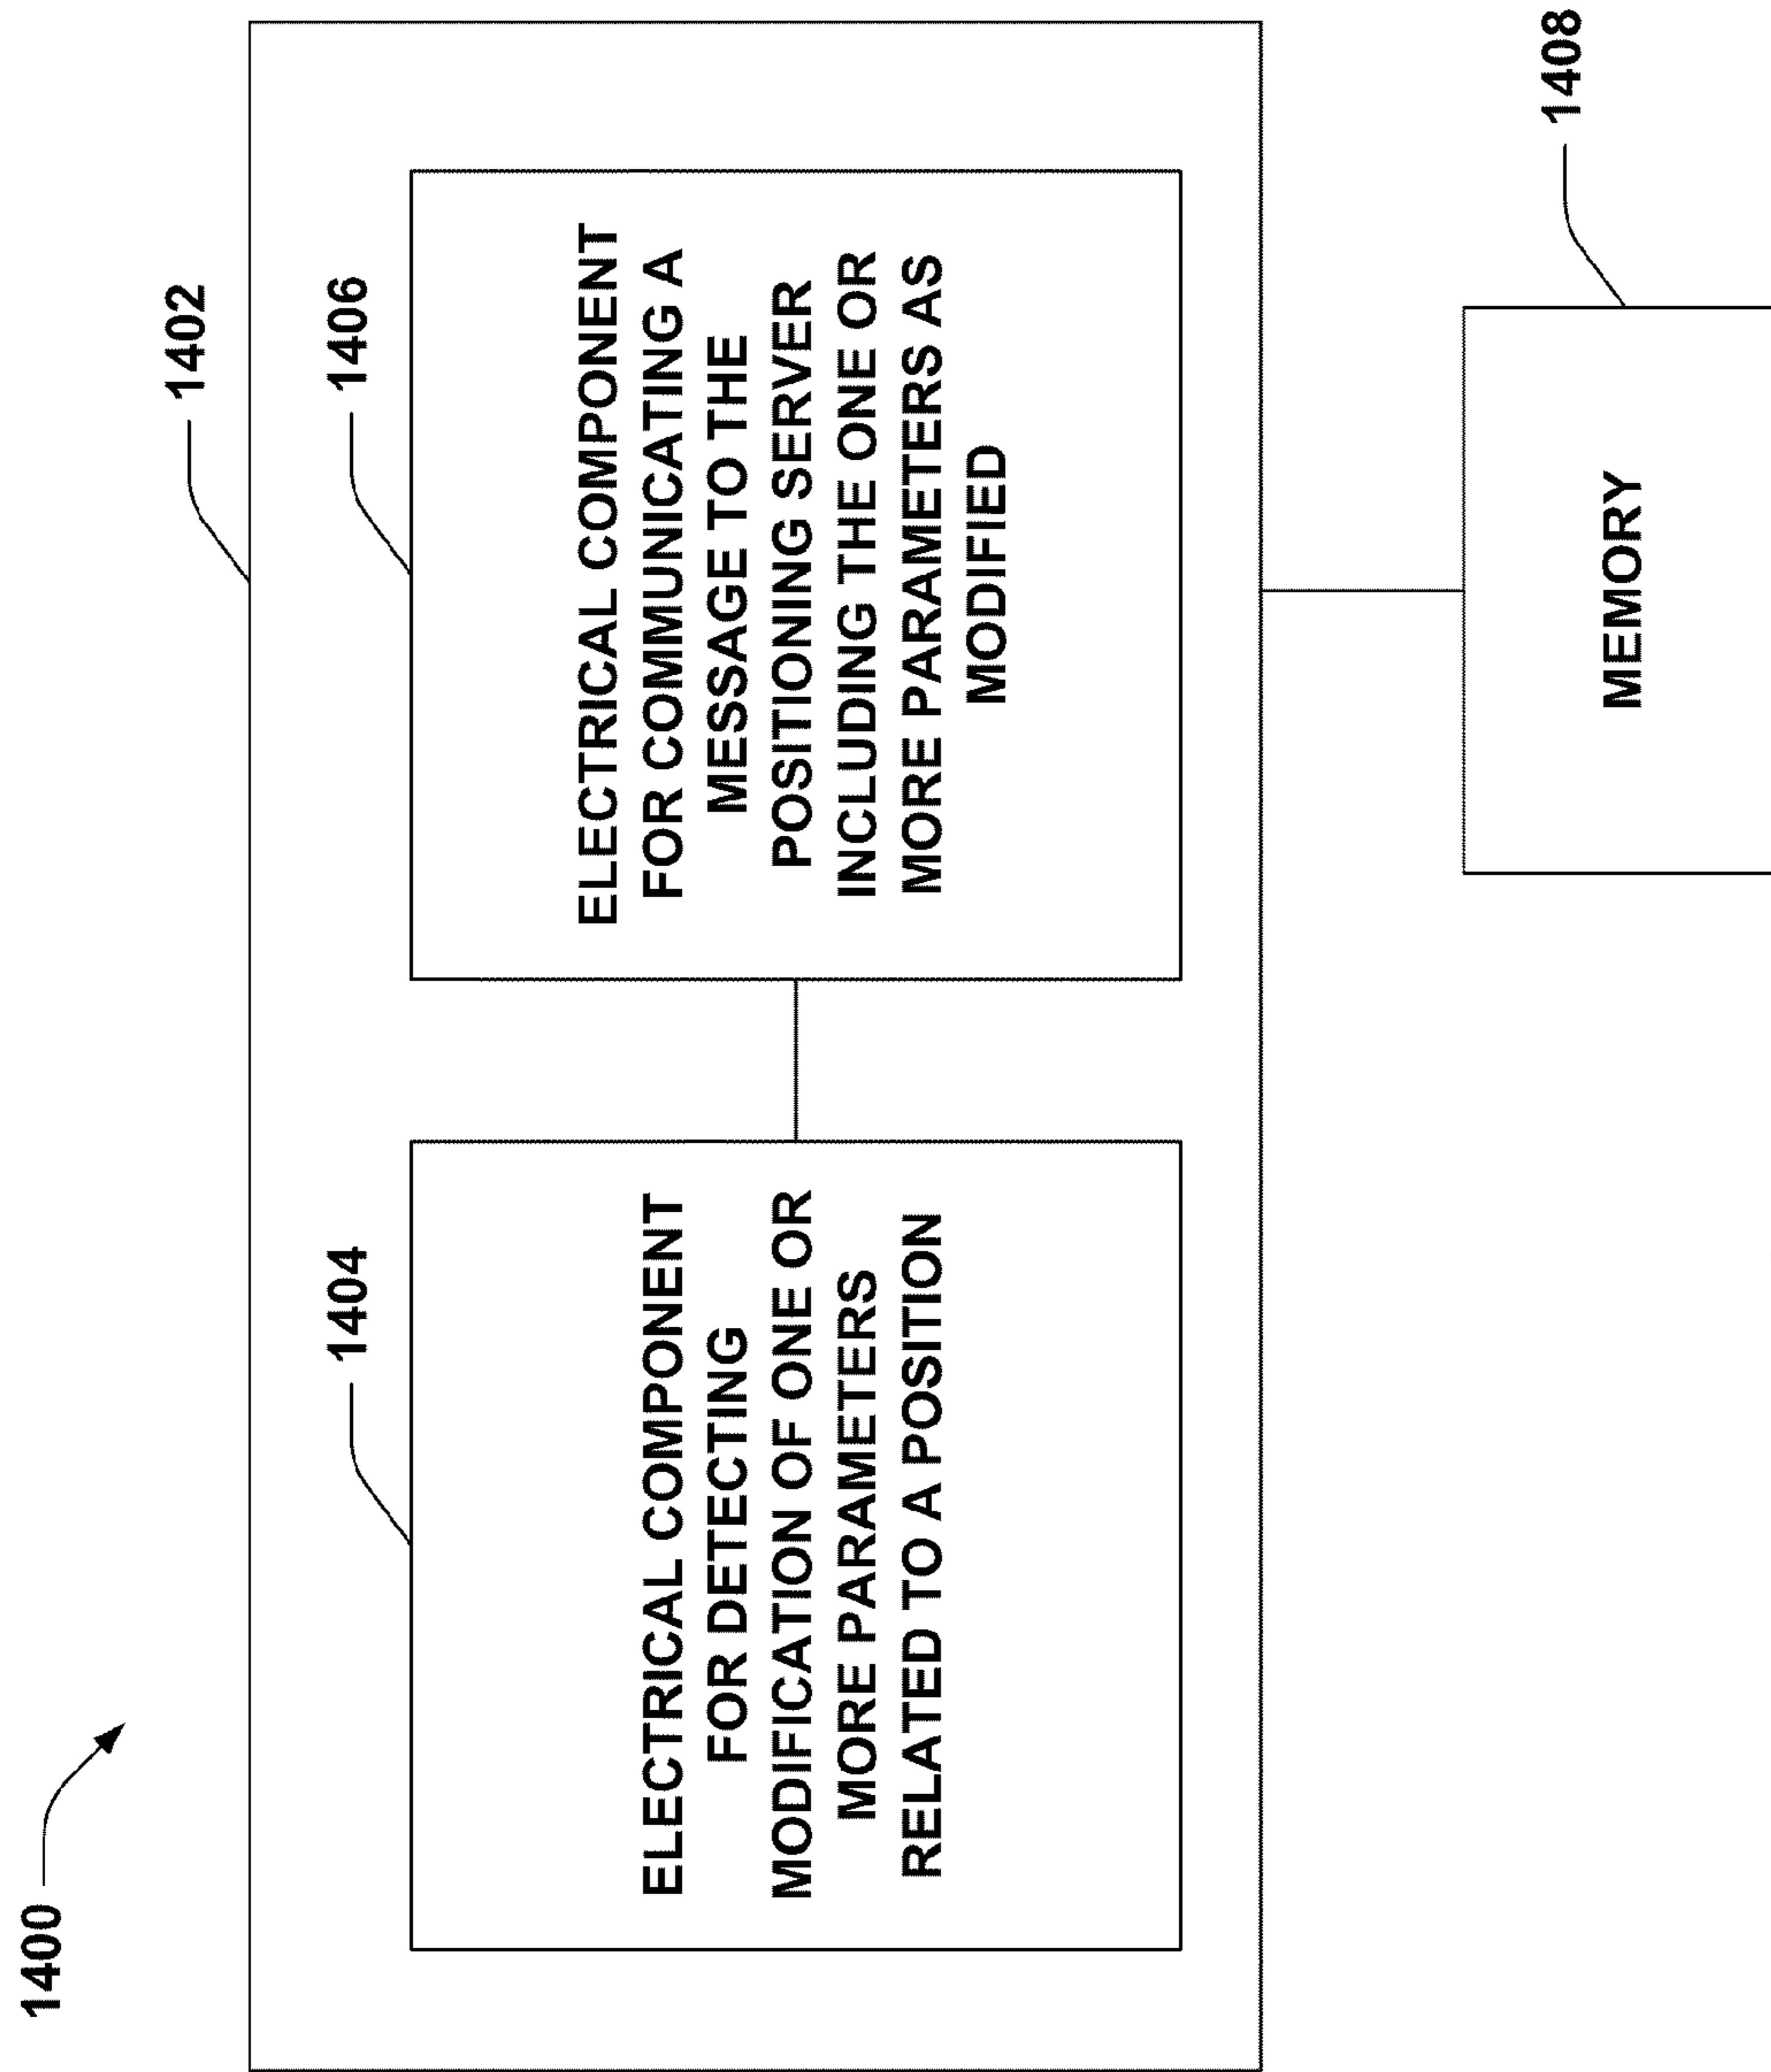 1400
1402
1404
ELECTRICAL COMPONENT
FOR DETECTING
MODIFICATION OF ONE OR
MORE PARAMETERS
RELATED TO A POSITION
1406
ELECTRICAL COMPONENT
FOR COMMUNICATING A
MESSAGE TO THE
POSITIONING SERVER
INCLUDING THE ONE OR
MORE PARAMETERS AS
MODIFIED
1408
MEMORY